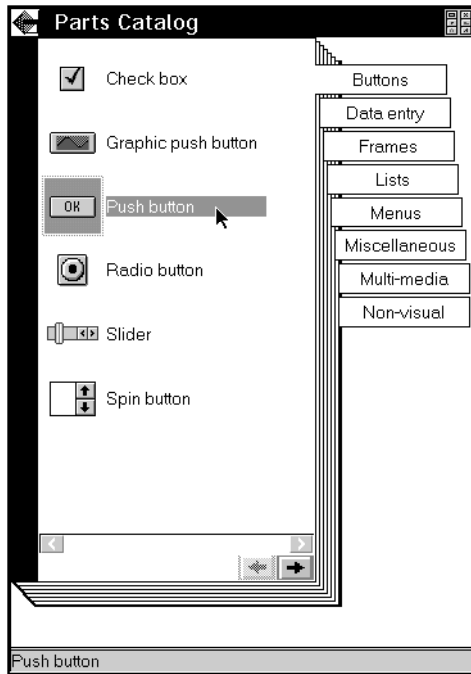 Parts Catalog
Check box
Graphic push button
OK
Push button
Radio button
Slider
Spin button
Buttons
Data entry
Frames
Lists
Menus
Miscellaneous
Multi-media
Non-visual
Push button